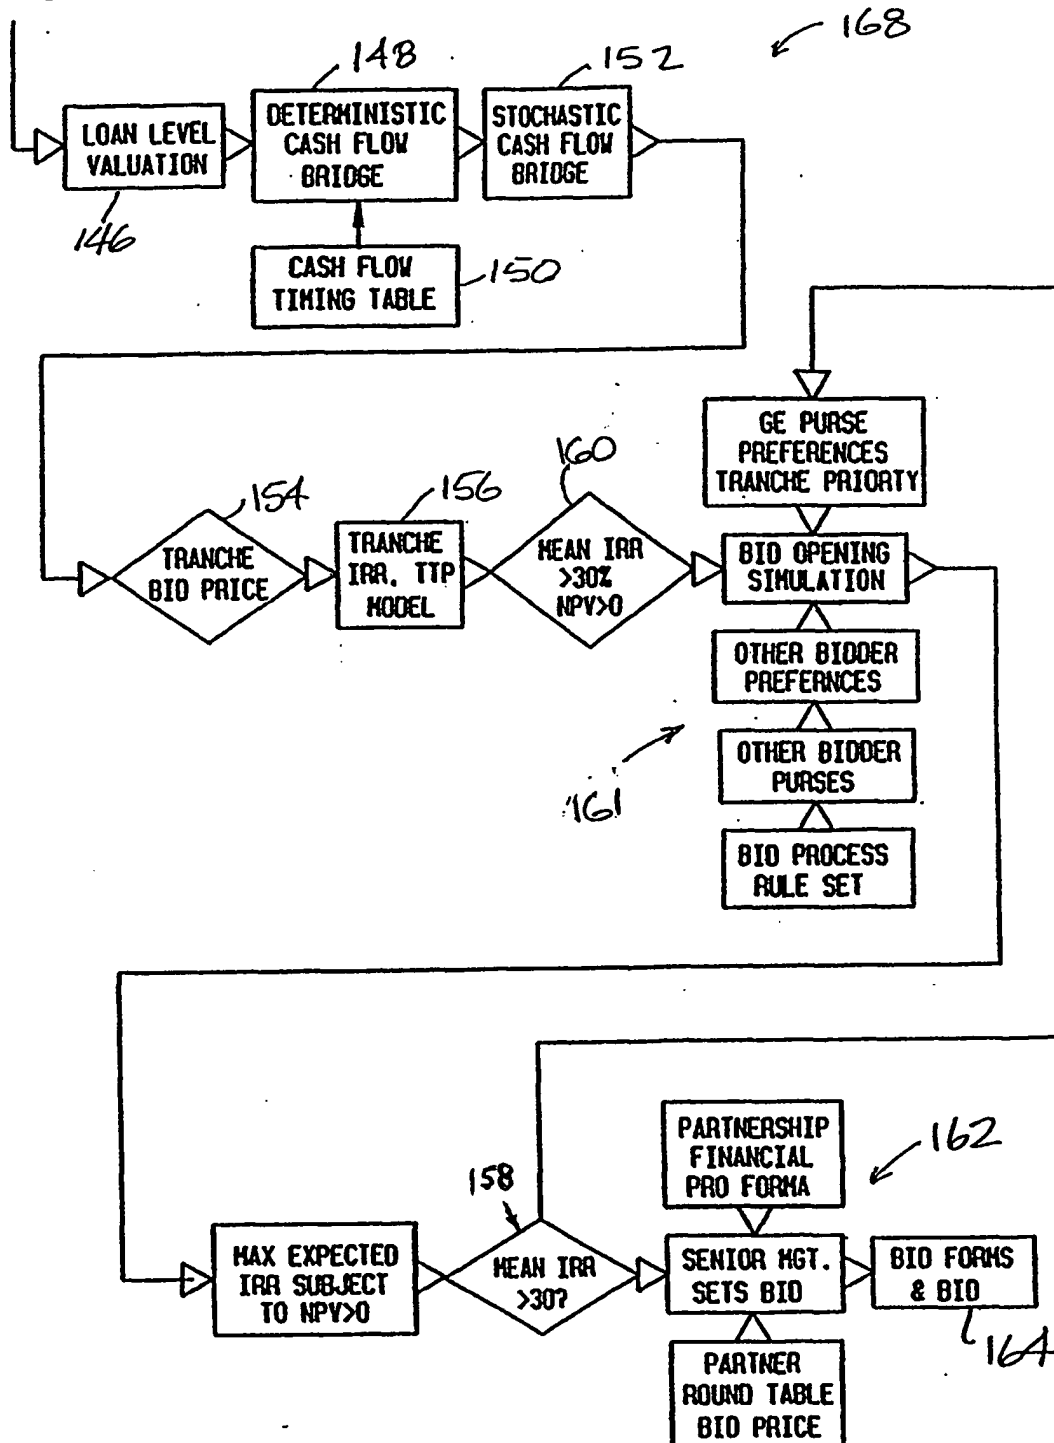 168
148
152
LOAN LEVEL
VALUATION
146
DETERMINISTIC
CASH FLOW
BRIDGE
STOCHASTIC
CASH FLOW
BRIDGE
CASH FLOW
TIMING TABLE
150
GE PURSE
PREFERENCES
TRANCHE PRIORTY
154
TRANCHE
BID PRICE
156
TRANCHE
IRR. TTP
MODEL
160
MEAN IRR
>30%
NPV>0
BID OPENING
SIMULATION
OTHER BIDDER
PREFERNCES
OTHER BIDDER
PURSES
161
BID PROCESS
RULE SET
PARTNERSHIP
FINANCIAL
PRO FORMA
162
158
MAX EXPECTED
IRR SUBJECT
TO NPV>0
MEAN IRR
>30?
SENIOR MGT.
SETS BID
BID FORMS
& BID
164
PARTNER
ROUND TABLE
BID PRICE